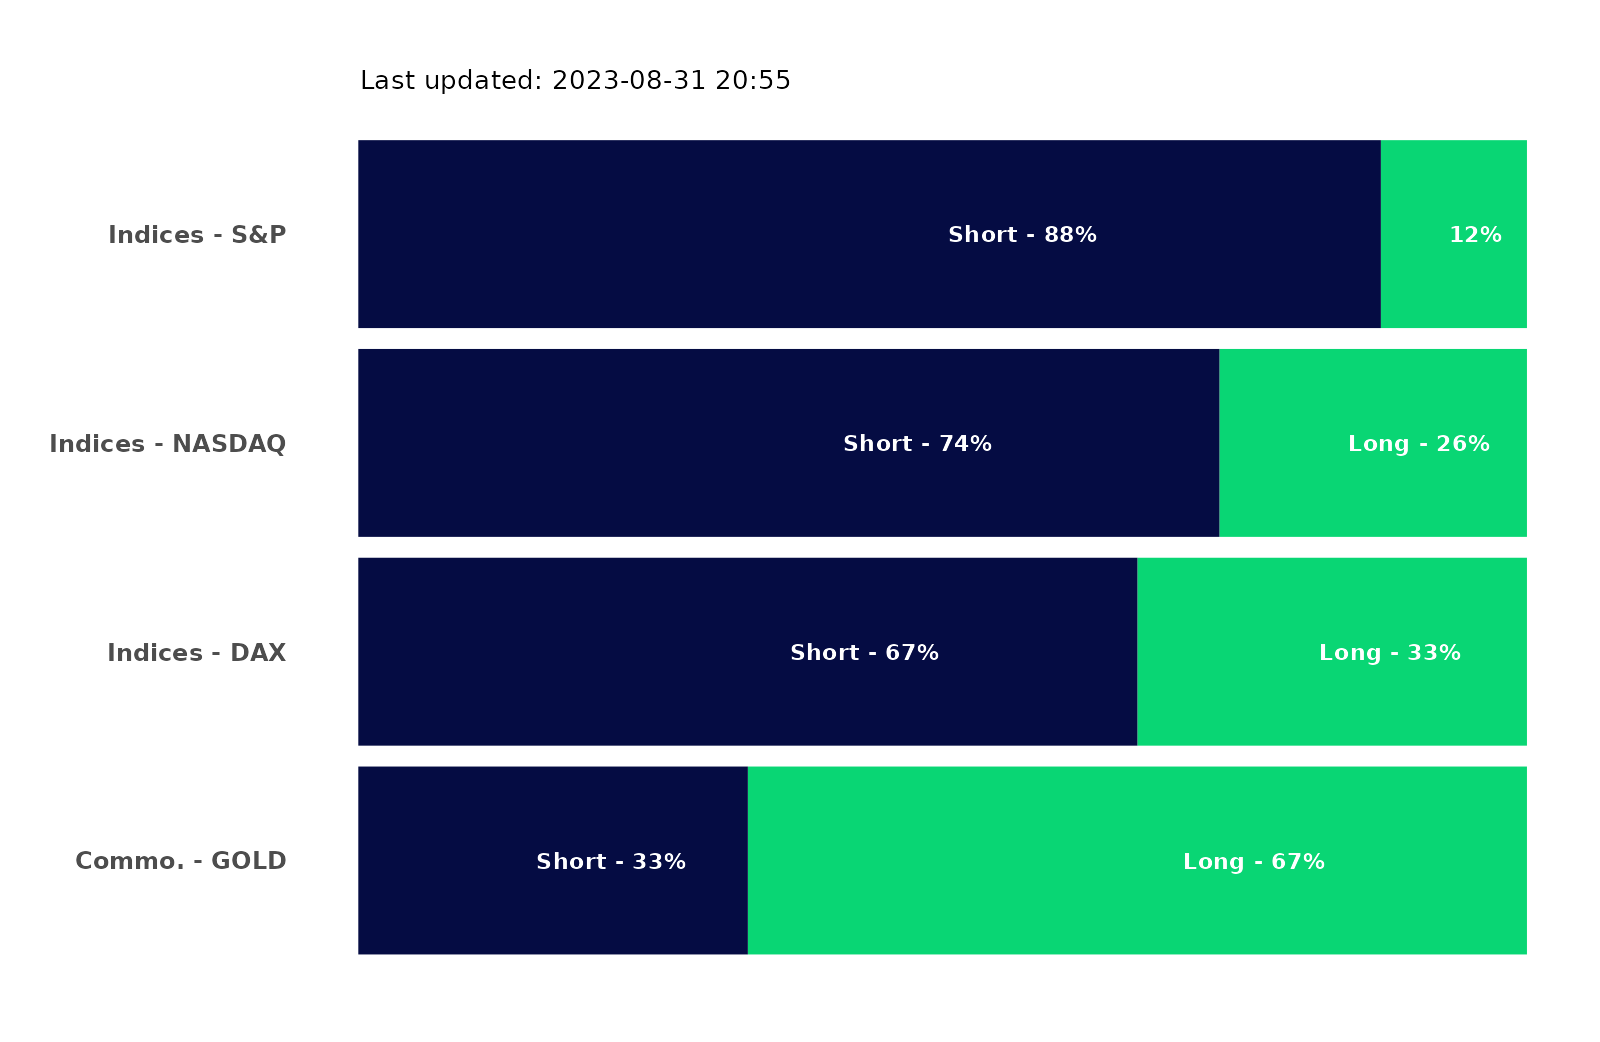 Last updated: 2023-08-31 20:55
Indices - S&P Short - 88% 12%
Indices - NASDAQ Short - 74% Long - 26%
Indices - DAX Short - 67% Long - 33%
Commo. - GOLD Short - 33% Long - 67%